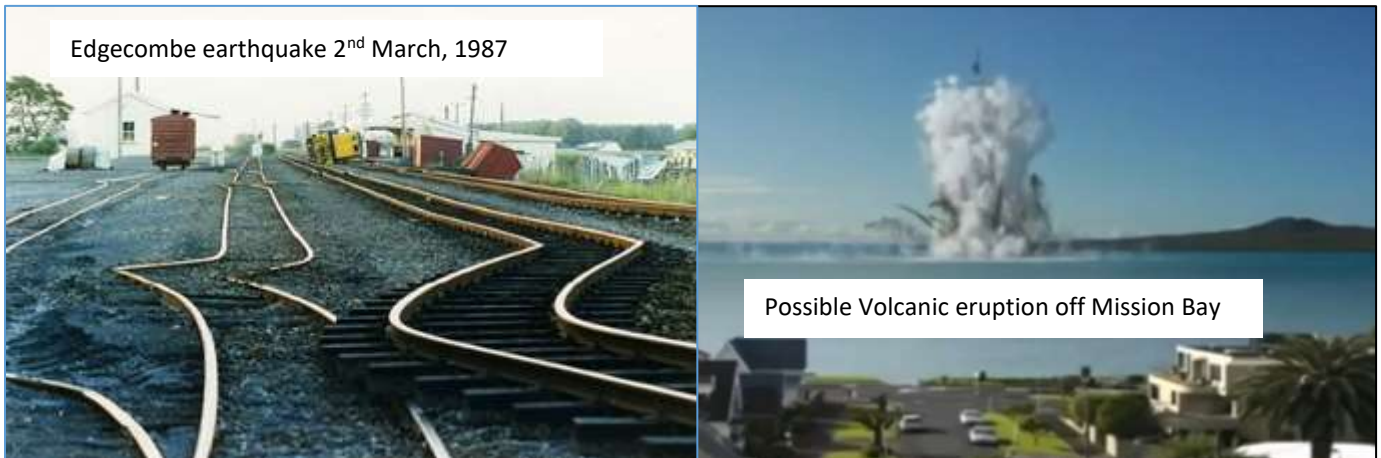 Edgecombe earthquake 2nd March, 1987
Possible Volcanic eruption off Mission Bay